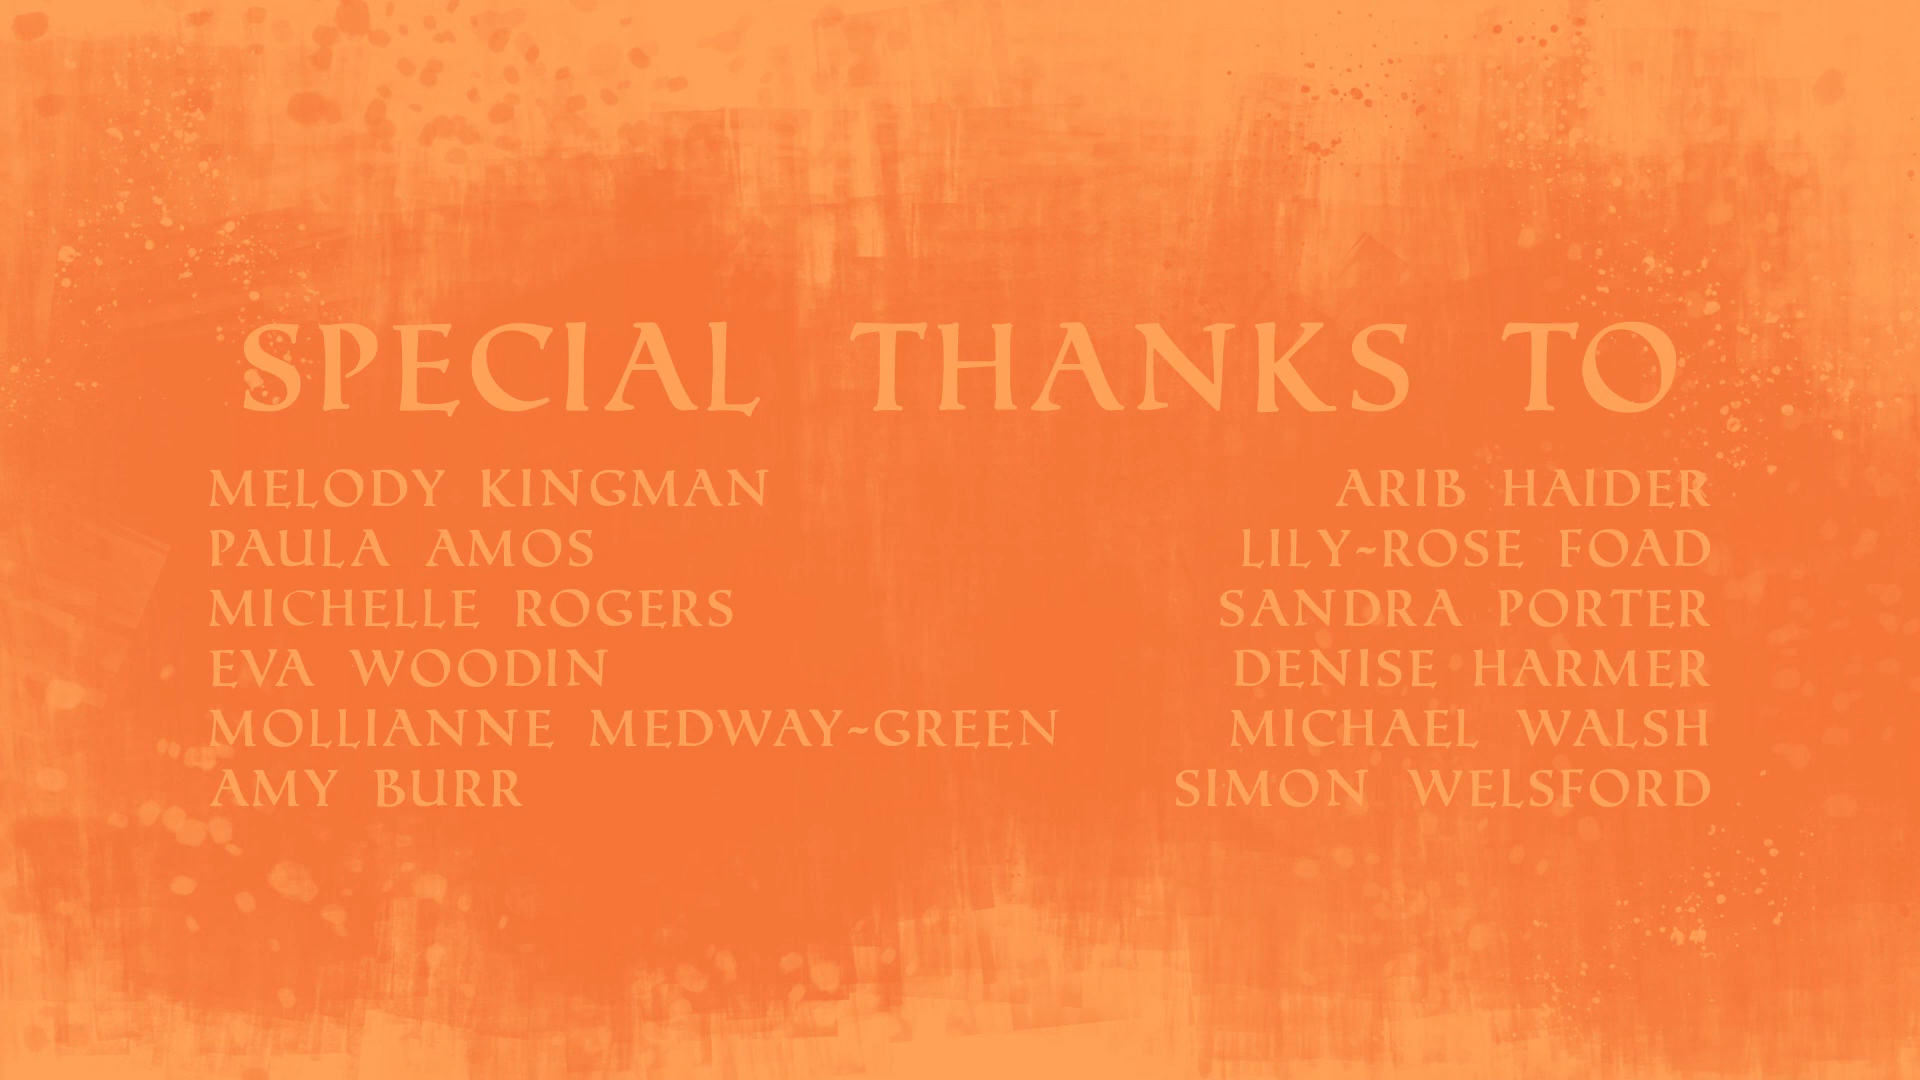 SPECIAL THANKS TO
MELODY KINGMAN
PAULA AMOS
MICHELLE ROGERS
EVA WOODIN
MOLLIANNE MEDWAY~GREEN
AMY BURR
ARIB HAIDER
LILY~ROSE FOAD
SANDRA PORTER
DENISE HARMER
MICHAEL WALSH
SIMON WELSFORD